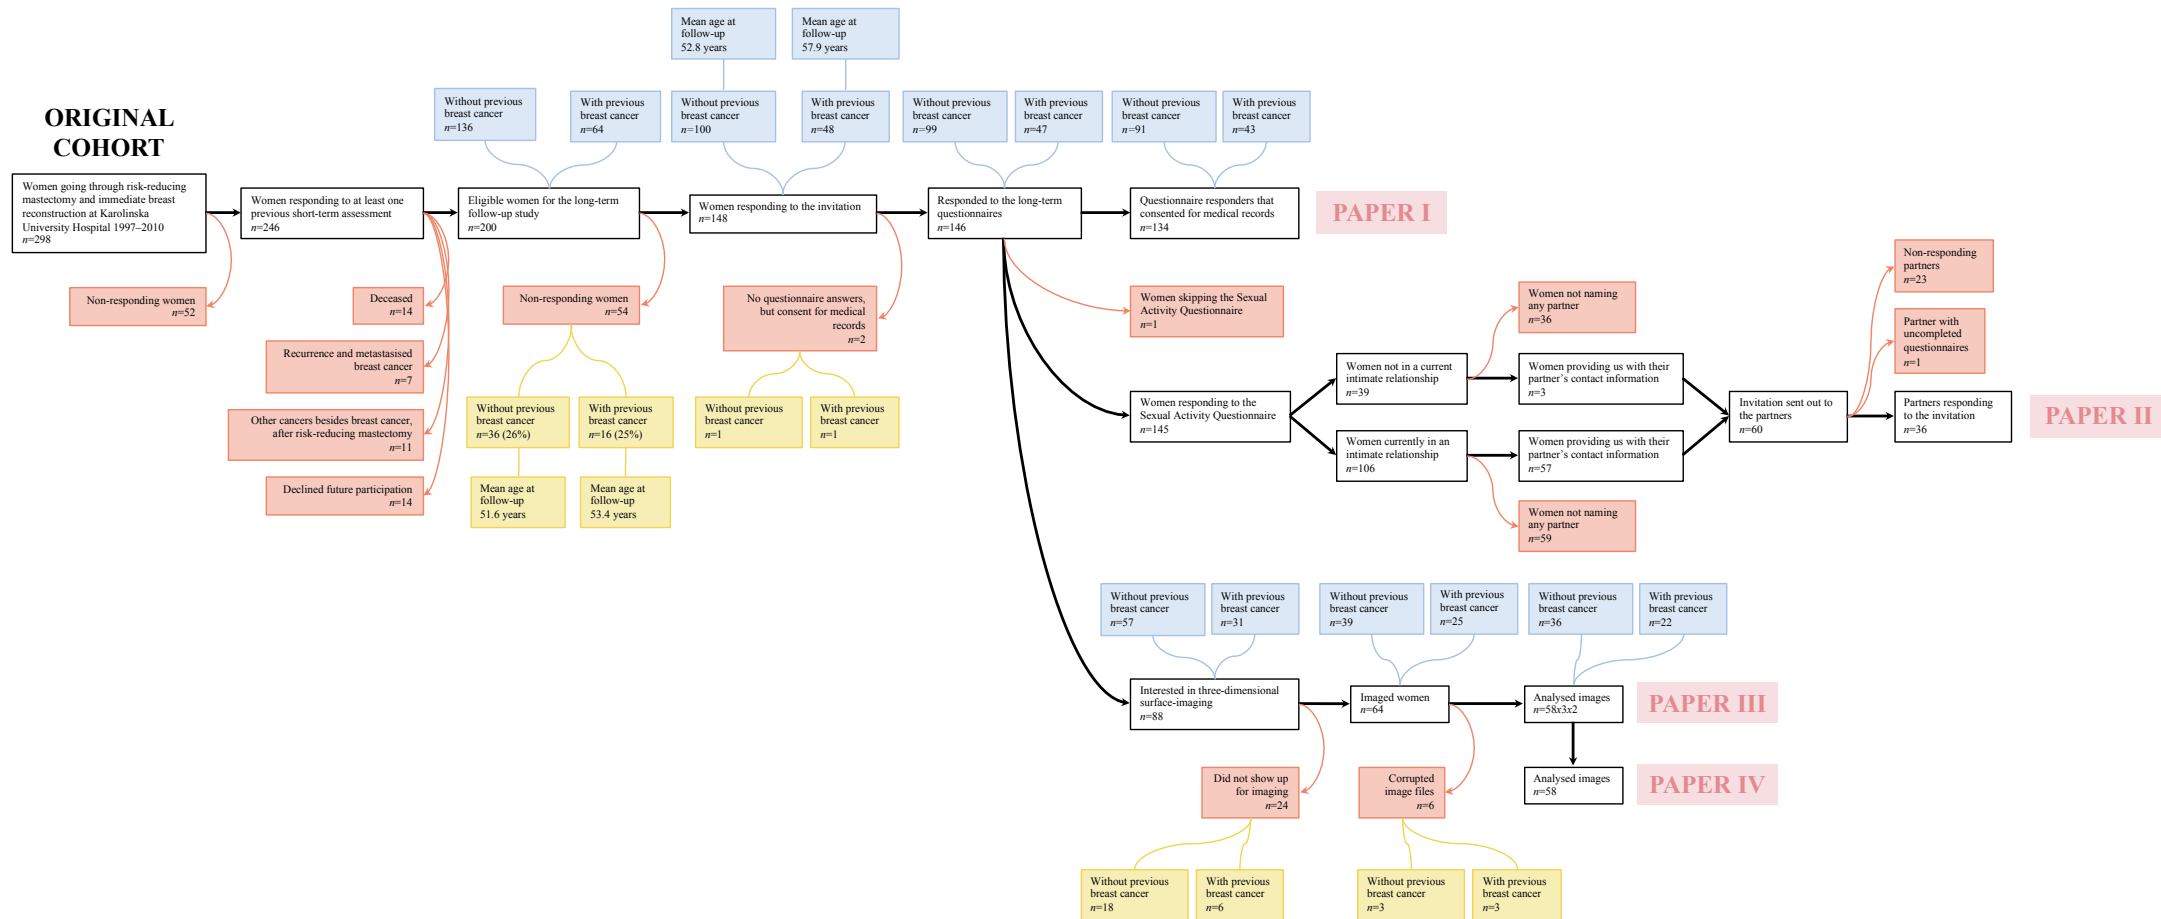 Mean age at
follow-up
52.8 years
Mean age at
follow-up
57.9 years
Without previous
breast cancer
n=136
With previous
breast cancer
n=64
Without previous
breast cancer
n=100
With previous
breast cancer
n=48
Without previous
breast cancer
n=99
With previous
breast cancer
n=47
Without previous
breast cancer
n=91
With previous
breast cancer
n=43
ORIGINAL
COHORT
Women going through risk-reducing
mastectomy and immediate breast
reconstruction at Karolinska
University Hospital 1997–2010
n=298
Women responding to at least one
previous short-term assessment
n=246
Eligible women for the long-term
follow-up study
n=200
Women responding to the invitation
n=148
Responded to the long-term
questionnaires
n=146
Questionnaire responders that
consented for medical records
n=134
PAPER I
Non-responding women
n=52
Deceased
n=14
Recurrence and metastasised
breast cancer
n=7
Other cancers besides breast cancer,
after risk-reducing mastectomy
n=11
Declined future participation
n=14
Non-responding women
n=54
Without previous
breast cancer
n=36 (26%)
With previous
breast cancer
n=16 (25%)
Mean age at
follow-up
51.6 years
Mean age at
follow-up
53.4 years
No questionnaire answers,
but consent for medical
records
n=2
Without previous
breast cancer
n=1
With previous
breast cancer
n=1
Women skipping the Sexual
Activity Questionnaire
n=1
Women responding to the
Sexual Activity Questionnaire
n=145
Women not in a current
intimate relationship
n=39
Women currently in an
intimate relationship
n=106
Women not naming
any partner
n=36
Women providing us with their
partner's contact information
n=3
Women providing us with their
partner's contact information
n=57
Women not naming
any partner
n=59
Invitation sent out to
the partners
n=60
Non-responding
partners
n=23
Partner with
uncompleted
questionnaires
n=1
Partners responding
to the invitation
n=36
PAPER II
Without previous
breast cancer
n=57
With previous
breast cancer
n=31
Without previous
breast cancer
n=39
With previous
breast cancer
n=25
Without previous
breast cancer
n=36
With previous
breast cancer
n=22
Interested in three-dimensional
surface-imaging
n=88
Imaged women
n=64
Analysed images
n=58x3x2
PAPER III
Did not show up
for imaging
n=24
Corrupted
image files
n=6
Analysed images
n=58
PAPER IV
Without previous
breast cancer
n=18
With previous
breast cancer
n=6
Without previous
breast cancer
n=3
With previous
breast cancer
n=3